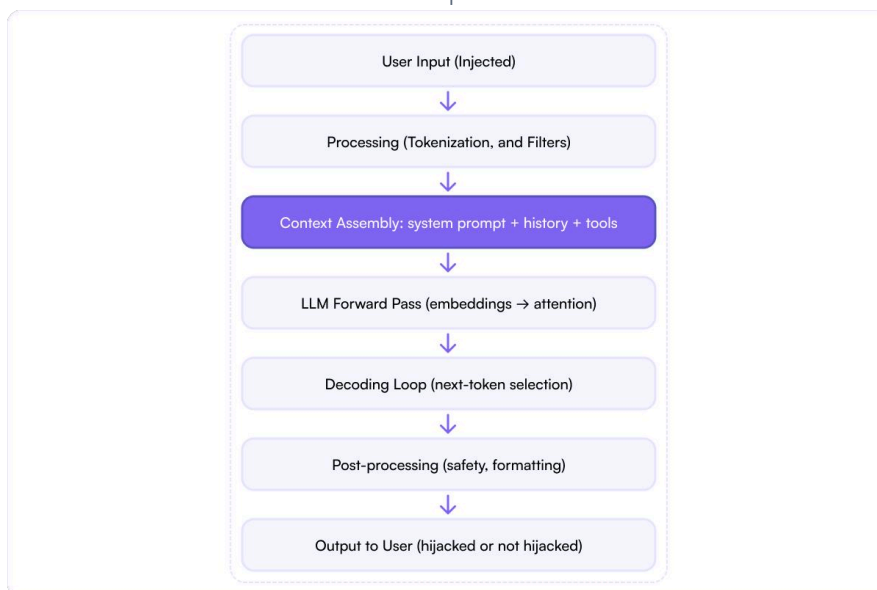 User Input (Injected)
Processing (Tokenization, and Filters)
Context Assembly: system prompt + history + tools
LLM Forward Pass (embeddings → attention)
Decoding Loop (next-token selection)
Post-processing (safety, formatting)
Output to User (hijacked or not hijacked)